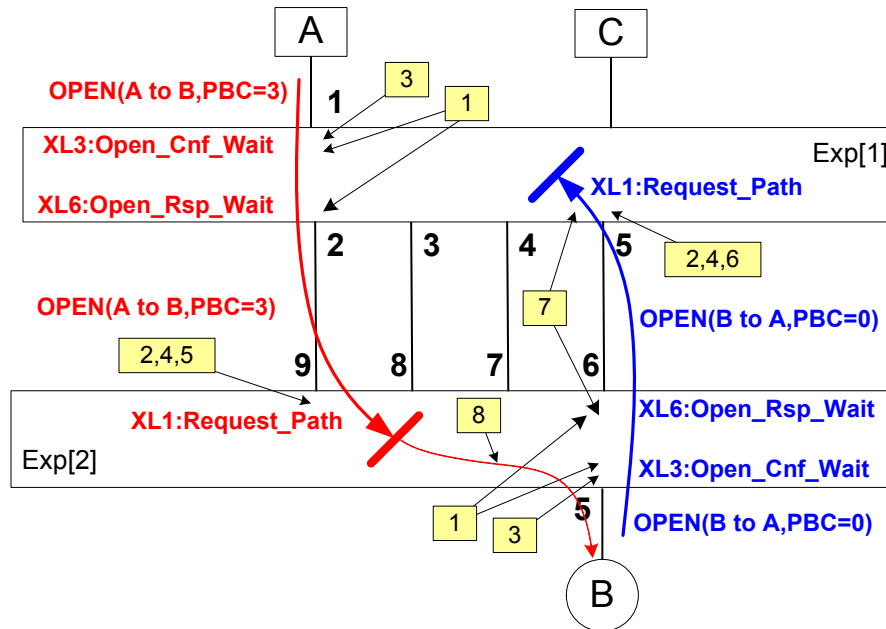 A
C
OPEN(A to B,PBC=3)
1
3
1
XL3:Open_Cnf_Wait
Exp[1]
XL1:Request_Path
XL6:Open_Rsp_Wait
2
3
4
5
2,4,6
7
OPEN(A to B,PBC=3)
OPEN(B to A,PBC=0)
2,4,5
9
8
7
6
XL1:Request_Path
8
XL6:Open_Rsp_Wait
Exp[2]
XL3:Open_Cnf_Wait
1
3
5
OPEN(B to A,PBC=0)
B